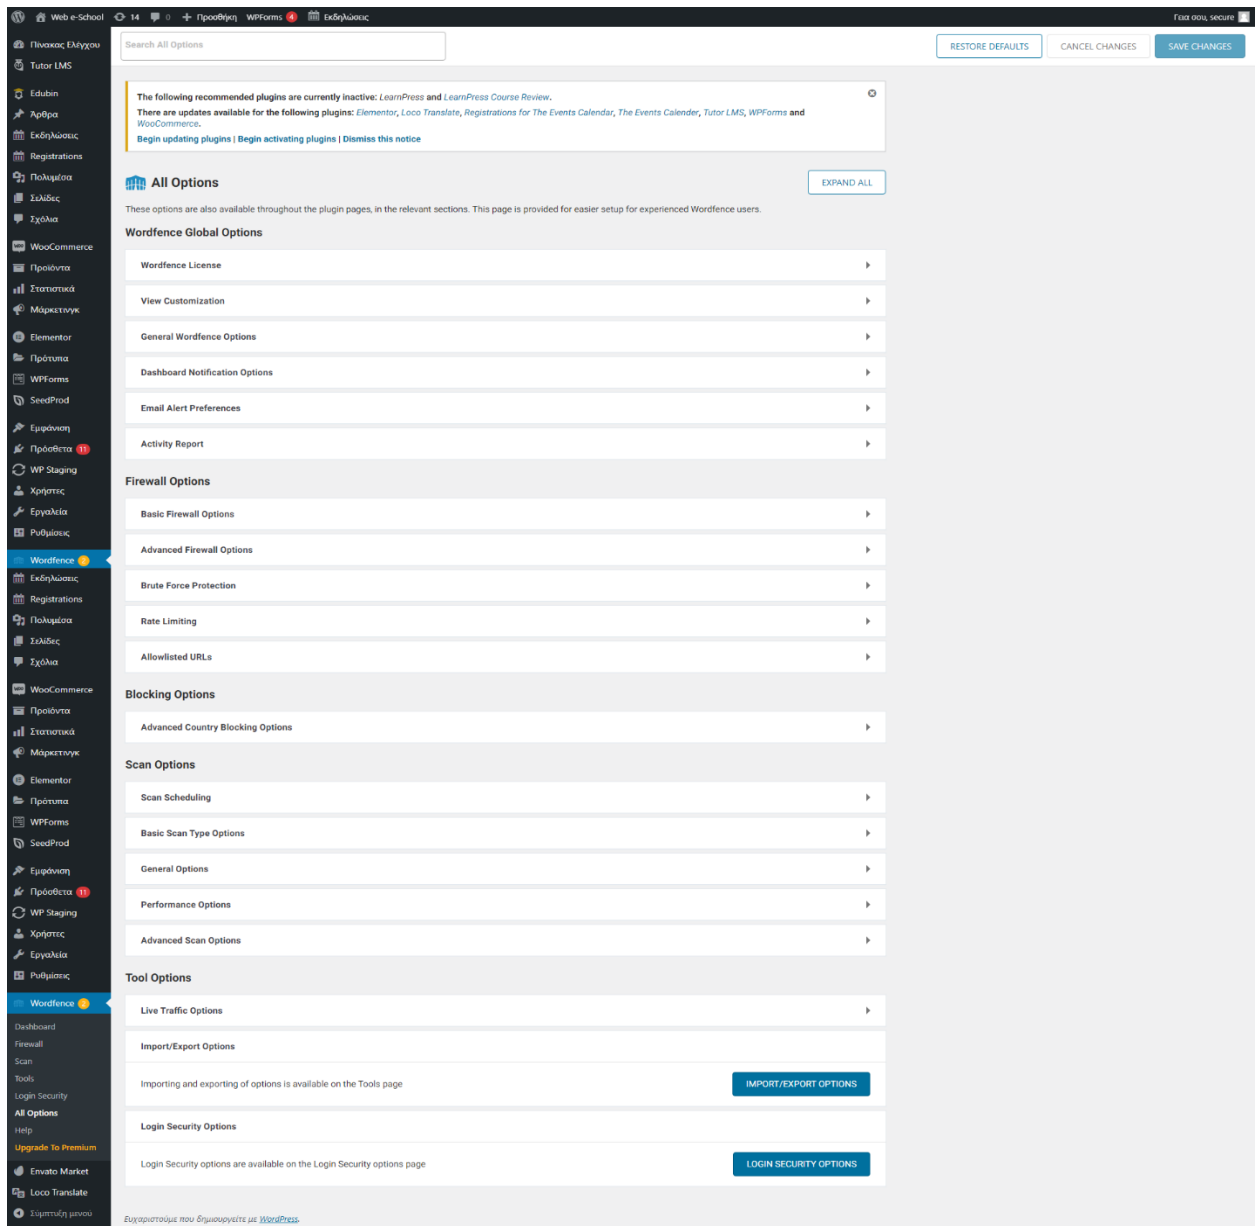 Web e-School 14 0 + Προσθήκη WPForms 4 Εκδηλώσεις Γεια σου, secure
Πίνακας Ελέγχου
Tutor LMS
Edubin
Άρθρα
Εκδηλώσεις
Registrations
Πολυμέσα
Σελίδες
Σχόλια
WooCommerce
Προϊόντα
Στατιστικά
Μάρκετινγκ
Elementor
Πρότυπα
WPForms
SeedProd
Εμφάνιση
Πρόσθετα 11
WP Staging
Χρήστες
Εργαλεία
Ρυθμίσεις
Wordfence 2
Εκδηλώσεις
Registrations
Πολυμέσα
Σελίδες
Σχόλια
WooCommerce
Προϊόντα
Στατιστικά
Μάρκετινγκ
Elementor
Πρότυπα
WPForms
SeedProd
Εμφάνιση
Πρόσθετα 11
WP Staging
Χρήστες
Εργαλεία
Ρυθμίσεις
Wordfence 2
Dashboard
Firewall
Scan
Tools
Login Security
All Options
Help
Upgrade To Premium
Envato Market
Loco Translate
Σύμπτυξη μενού
Search All Options
RESTORE DEFAULTS CANCEL CHANGES SAVE CHANGES
The following recommended plugins are currently inactive: LearnPress and LearnPress Course Review.
There are updates available for the following plugins: Elementor, Loco Translate, Registrations for The Events Calendar, The Events Calender, Tutor LMS, WPForms and
WooCommerce.
Begin updating plugins | Begin activating plugins | Dismiss this notice
All Options EXPAND ALL
These options are also available throughout the plugin pages, in the relevant sections. This page is provided for easier setup for experienced Wordfence users.
Wordfence Global Options
Wordfence License
View Customization
General Wordfence Options
Dashboard Notification Options
Email Alert Preferences
Activity Report
Firewall Options
Basic Firewall Options
Advanced Firewall Options
Brute Force Protection
Rate Limiting
Allowlisted URLs
Blocking Options
Advanced Country Blocking Options
Scan Options
Scan Scheduling
Basic Scan Type Options
General Options
Performance Options
Advanced Scan Options
Tool Options
Live Traffic Options
Import/Export Options
Importing and exporting of options is available on the Tools page IMPORT/EXPORT OPTIONS
Login Security Options
Login Security options are available on the Login Security options page LOGIN SECURITY OPTIONS
Ευχαριστούμε που δημιουργείτε με WordPress.